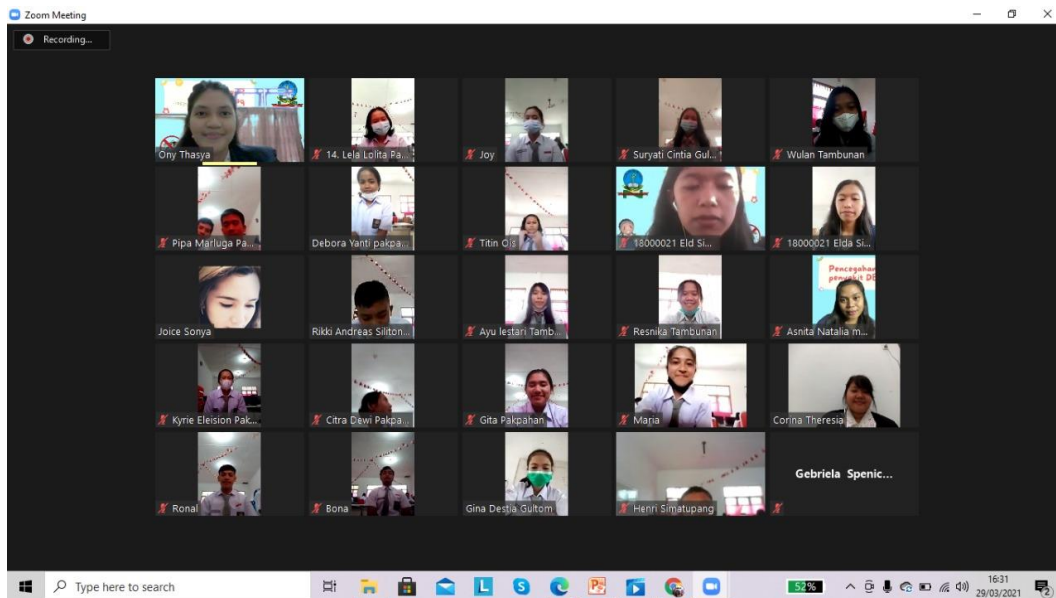 Zoom Meeting
Recording...
Ony Thasya
14. Lela Lolita Pa...
Joy
Suryati Cintia Gul...
Wulan Tambunan
Pipa Marluga Pa...
Debora Yanti pakpa...
Titin Ois
18000021 Eld Si...
18000021 Elda Si...
Joice Sonya
Rikki Andreas Siliton...
Ayu lestari Tamb...
Resnika Tambunan
Pencegahan
penyakit DB
Asnita Natalia m...
Kyrie Eleision Pak...
Citra Dewi Pakpa...
Gita Pakpahan
Maria
Corina Theresia
Ronal
Bona
Gina Destia Gultom
Henri Simatupang
Gebriela Spenic...
Type here to search
52%
16:31
29/03/2021